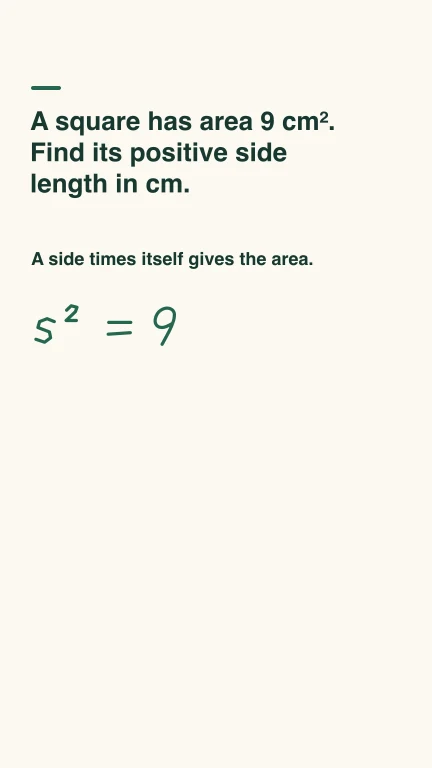 A square has area 9 cm².
Find its positive side
length in cm.
A side times itself gives the area.
s² = 9